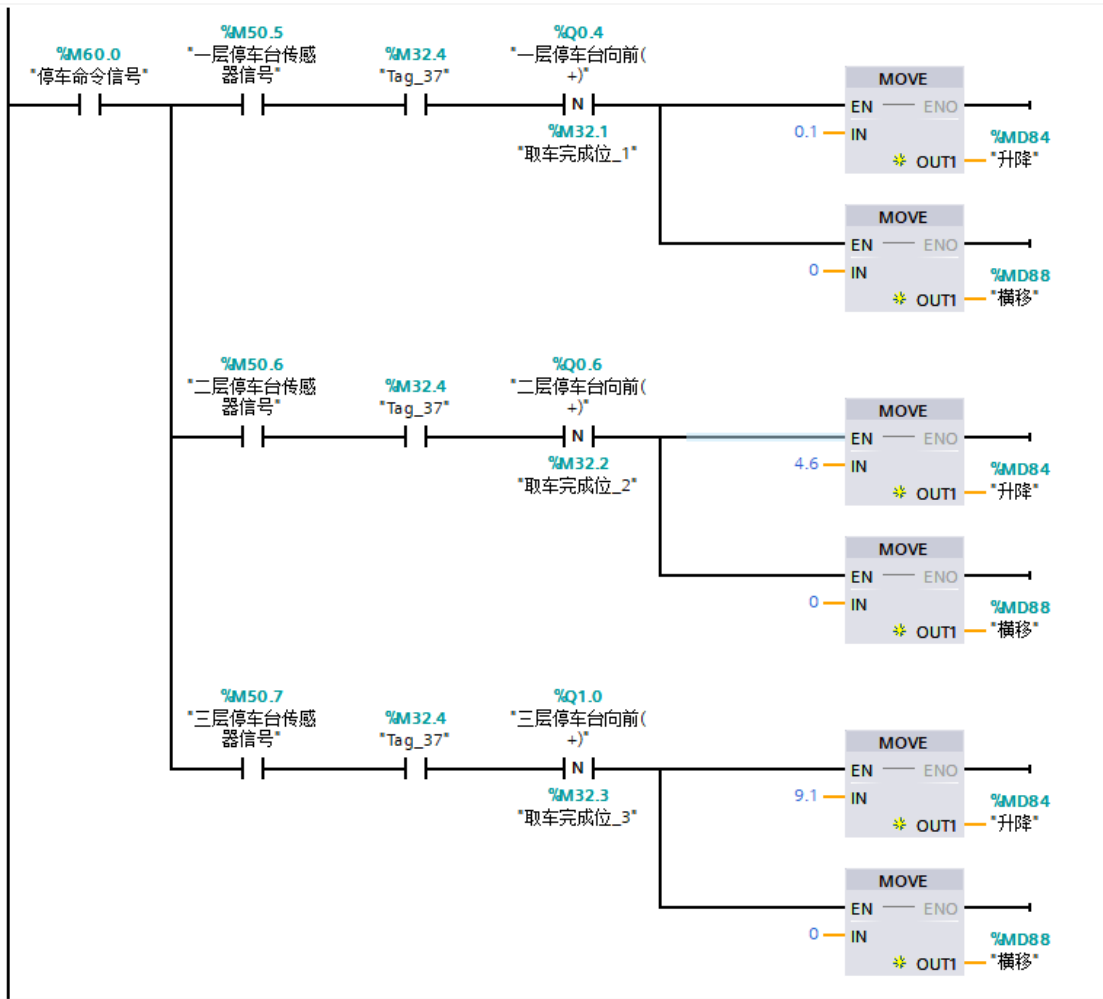 %M60.0
"停车命令信号"
%M50.5
"一层停车台传感
器信号"
%M32.4
"Tag_37"
%Q0.4
"一层停车台向前(
+)"
N
%M32.1
"取车完成位_1"
MOVE
EN ENO
0.1 IN
OUT1
%MD84
"升降"
MOVE
EN ENO
0 IN
OUT1
%MD88
"横移"
%M50.6
"二层停车台传感
器信号"
%M32.4
"Tag_37"
%Q0.6
"二层停车台向前(
+)"
N
%M32.2
"取车完成位_2"
MOVE
EN ENO
4.6 IN
OUT1
%MD84
"升降"
MOVE
EN ENO
0 IN
OUT1
%MD88
"横移"
%M50.7
"三层停车台传感
器信号"
%M32.4
"Tag_37"
%Q1.0
"三层停车台向前(
+)"
N
%M32.3
"取车完成位_3"
MOVE
EN ENO
9.1 IN
OUT1
%MD84
"升降"
MOVE
EN ENO
0 IN
OUT1
%MD88
"横移"